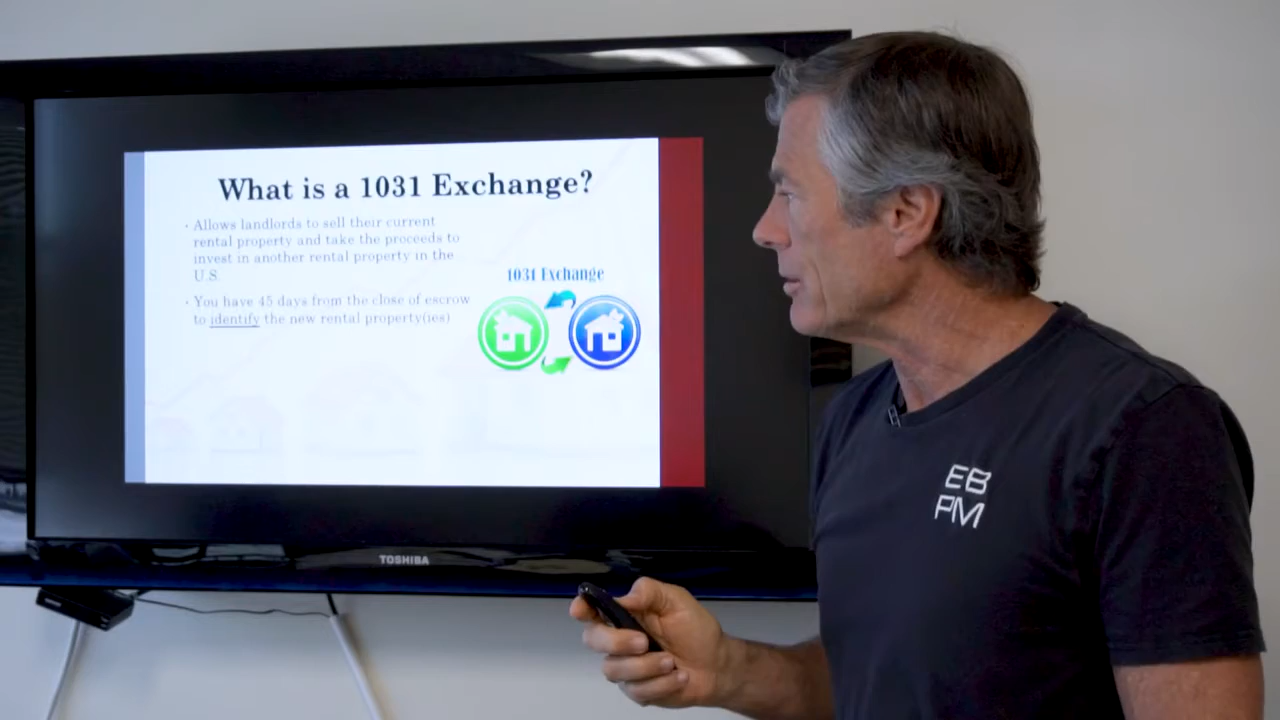 What is a 1031 Exchange?
• Allows landlords to sell their current
rental property and take the proceeds to
invest in another rental property in the
U.S.
• You have 45 days from the close of escrow
to identify the new rental property(ies)
1031 Exchange
TOSHIBA
EB
PM